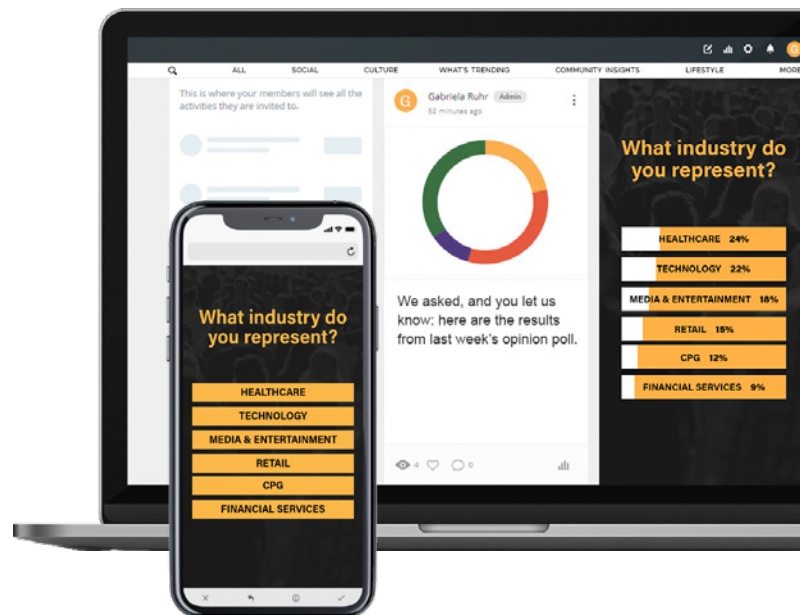 ALL SOCIAL CULTURE WHAT'S TRENDING COMMUNITY INSIGHTS LIFESTYLE MORE
G
This is where your members will see all the
activities they are invited to.
G Gabriela Ruhr Admin
52 minutes ago
We asked, and you let us
know: here are the results
from last week's opinion poll.
4 0
What industry do
you represent?
HEALTHCARE 24%
TECHNOLOGY 22%
MEDIA & ENTERTAINMENT 18%
RETAIL 15%
CPG 12%
FINANCIAL SERVICES 9%
What industry do
you represent?
HEALTHCARE
TECHNOLOGY
MEDIA & ENTERTAINMENT
RETAIL
CPG
FINANCIAL SERVICES